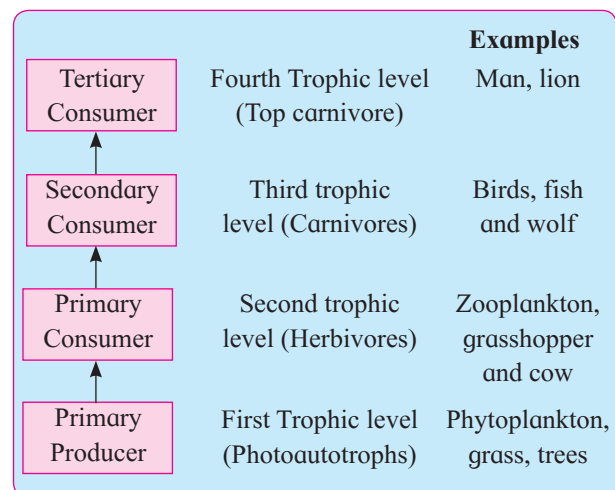 Examples
Tertiary Consumer
Fourth Trophic level (Top carnivore)
Man, lion
Secondary Consumer
Third trophic level (Carnivores)
Birds, fish and wolf
Primary Consumer
Second trophic level (Herbivores)
Zooplankton, grasshopper and cow
Primary Producer
First Trophic level (Photoautotrophs)
Phytoplankton, grass, trees